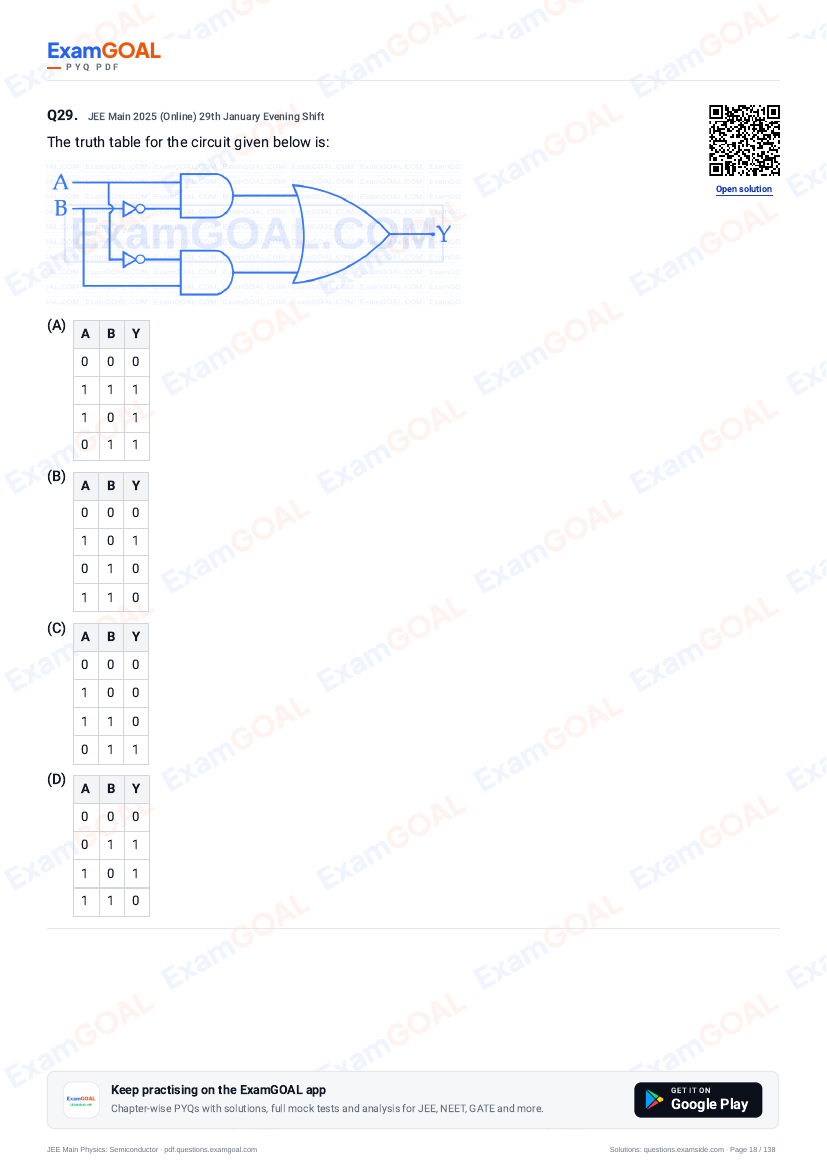 ExamGOAL
PYQ PDF
Q29. JEE Main 2025 (Online) 29th January Evening Shift
The truth table for the circuit given below is:
Open solution
A
B
ExamGOAL.COM
Y
(A)
A B Y
0 0 0
1 1 1
1 0 1
0 1 1
(B)
A B Y
0 0 0
1 0 1
0 1 0
1 1 0
(C)
A B Y
0 0 0
1 0 0
1 1 0
0 1 1
(D)
A B Y
0 0 0
0 1 1
1 0 1
1 1 0
ExamGOAL
Keep practising on the ExamGOAL app
Chapter-wise PYQs with solutions, full mock tests and analysis for JEE, NEET, GATE and more.
GET IT ON
Google Play
JEE Main Physics: Semiconductor · pdf.questions.examgoal.com
Solutions: questions.examside.com · Page 18 / 138